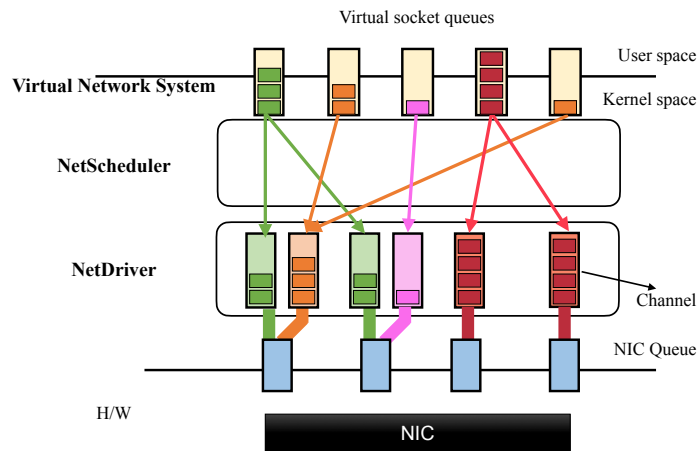 Virtual socket queues
User space
Virtual Network System
Kernel space
NetScheduler
NetDriver
Channel
NIC Queue
H/W
NIC